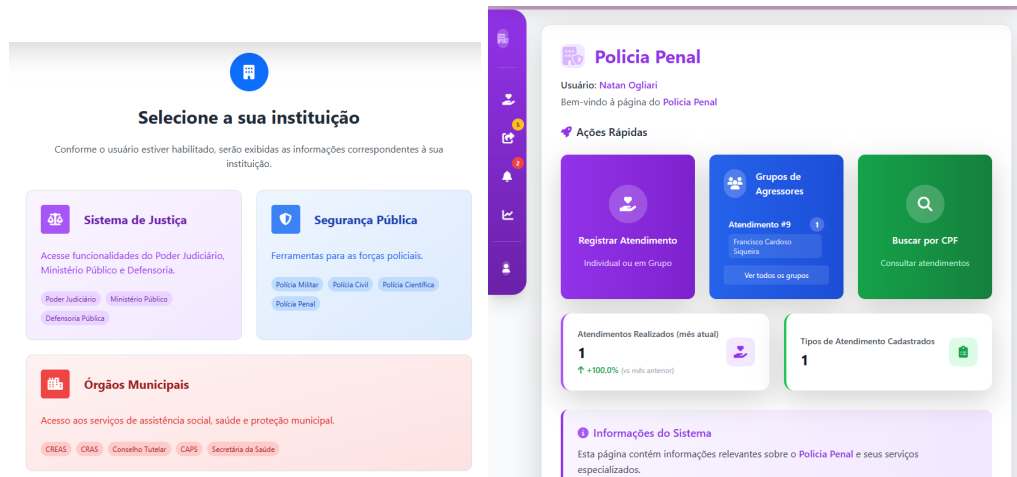 Selecione a sua instituição
Conforme o usuário estiver habilitado, serão exibidas as informações correspondentes à sua
instituição.
Sistema de Justiça
Acesse funcionalidades do Poder Judiciário,
Ministério Público e Defensoria.
Poder Judiciário
Ministério Público
Defensoria Pública
Segurança Pública
Ferramentas para as forças policiais.
Polícia Militar
Polícia Civil
Polícia Científica
Polícia Penal
Órgãos Municipais
Acesso aos serviços de assistência social, saúde e proteção municipal.
CREAS
CRAS
Conselho Tutelar
CAPS
Secretária da Saúde
5
2
Policia Penal
Usuário: Natan Ogliari
Bem-vindo à página do Policia Penal
Ações Rápidas
Registrar Atendimento
Individual ou em Grupo
Grupos de
Agressores
Atendimento #9
1
Francisco Cardoso
Siqueira
Ver todos os grupos
Buscar por CPF
Consultar atendimentos
Atendimentos Realizados (mês atual)
1
+100,0% (vs mês anterior)
Tipos de Atendimento Cadastrados
1
Informações do Sistema
Esta página contém informações relevantes sobre o Policia Penal e seus serviços
especializados.